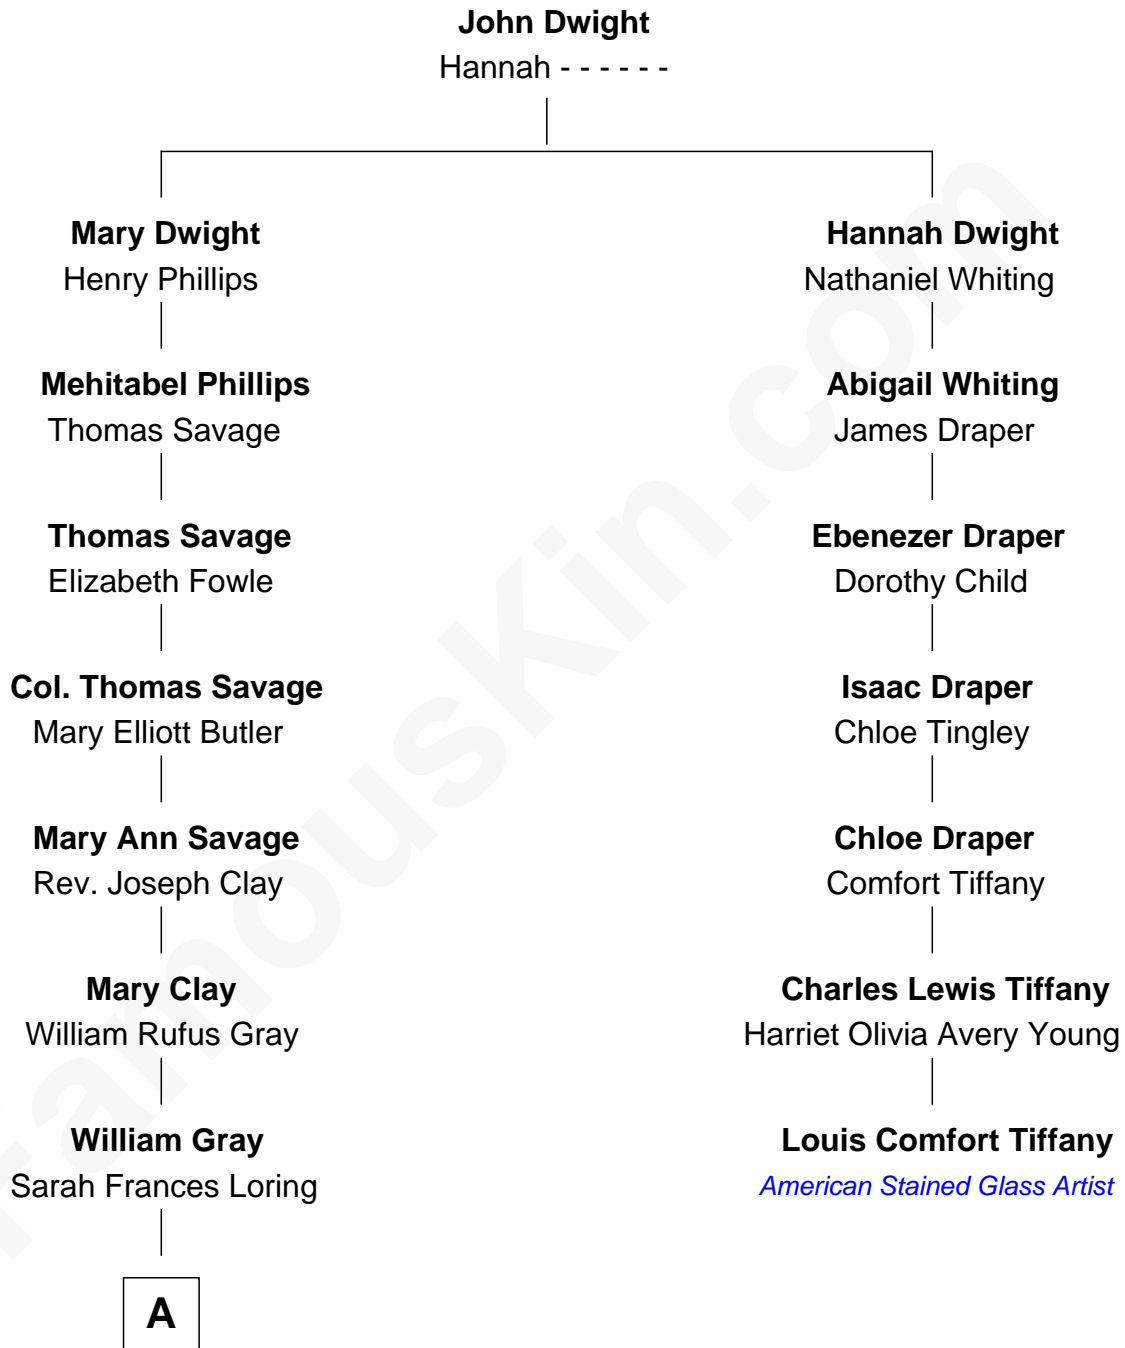 John Dwight
Hannah - - - - - -
Mary Dwight
Henry Phillips
Hannah Dwight
Nathaniel Whiting
Mehitabel Phillips
Thomas Savage
Abigail Whiting
James Draper
Thomas Savage
Elizabeth Fowle
Ebenezer Draper
Dorothy Child
Col. Thomas Savage
Mary Elliott Butler
Isaac Draper
Chloe Tingley
Mary Ann Savage
Rev. Joseph Clay
Chloe Draper
Comfort Tiffany
Mary Clay
William Rufus Gray
Charles Lewis Tiffany
Harriet Olivia Avery Young
William Gray
Sarah Frances Loring
Louis Comfort Tiffany
American Stained Glass Artist
A
FamousKin.com